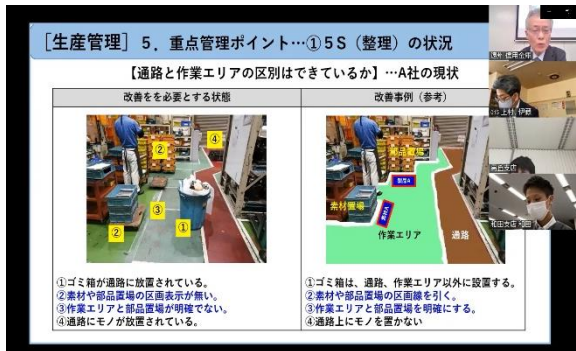 [生産管理] 5．重点管理ポイント…①５Ｓ（整理）の状況
【通路と作業エリアの区別はできているか】…A社の現状
改善をを必要とする状態
改善事例（参考）
②
④
③
②
①
部品置場
素材置場
作業エリア
通路
①ゴミ箱が通路に放置されている。
②素材や部品置場の区画表示が無い。
③作業エリアと部品置場が明確でない。
④通路にモノが放置されている。
①ゴミ箱は、通路、作業エリア以外に設置する。
②素材や部品置場の区画線を引く。
③作業エリアと部品置場を明確にする。
④通路上にモノを置かない